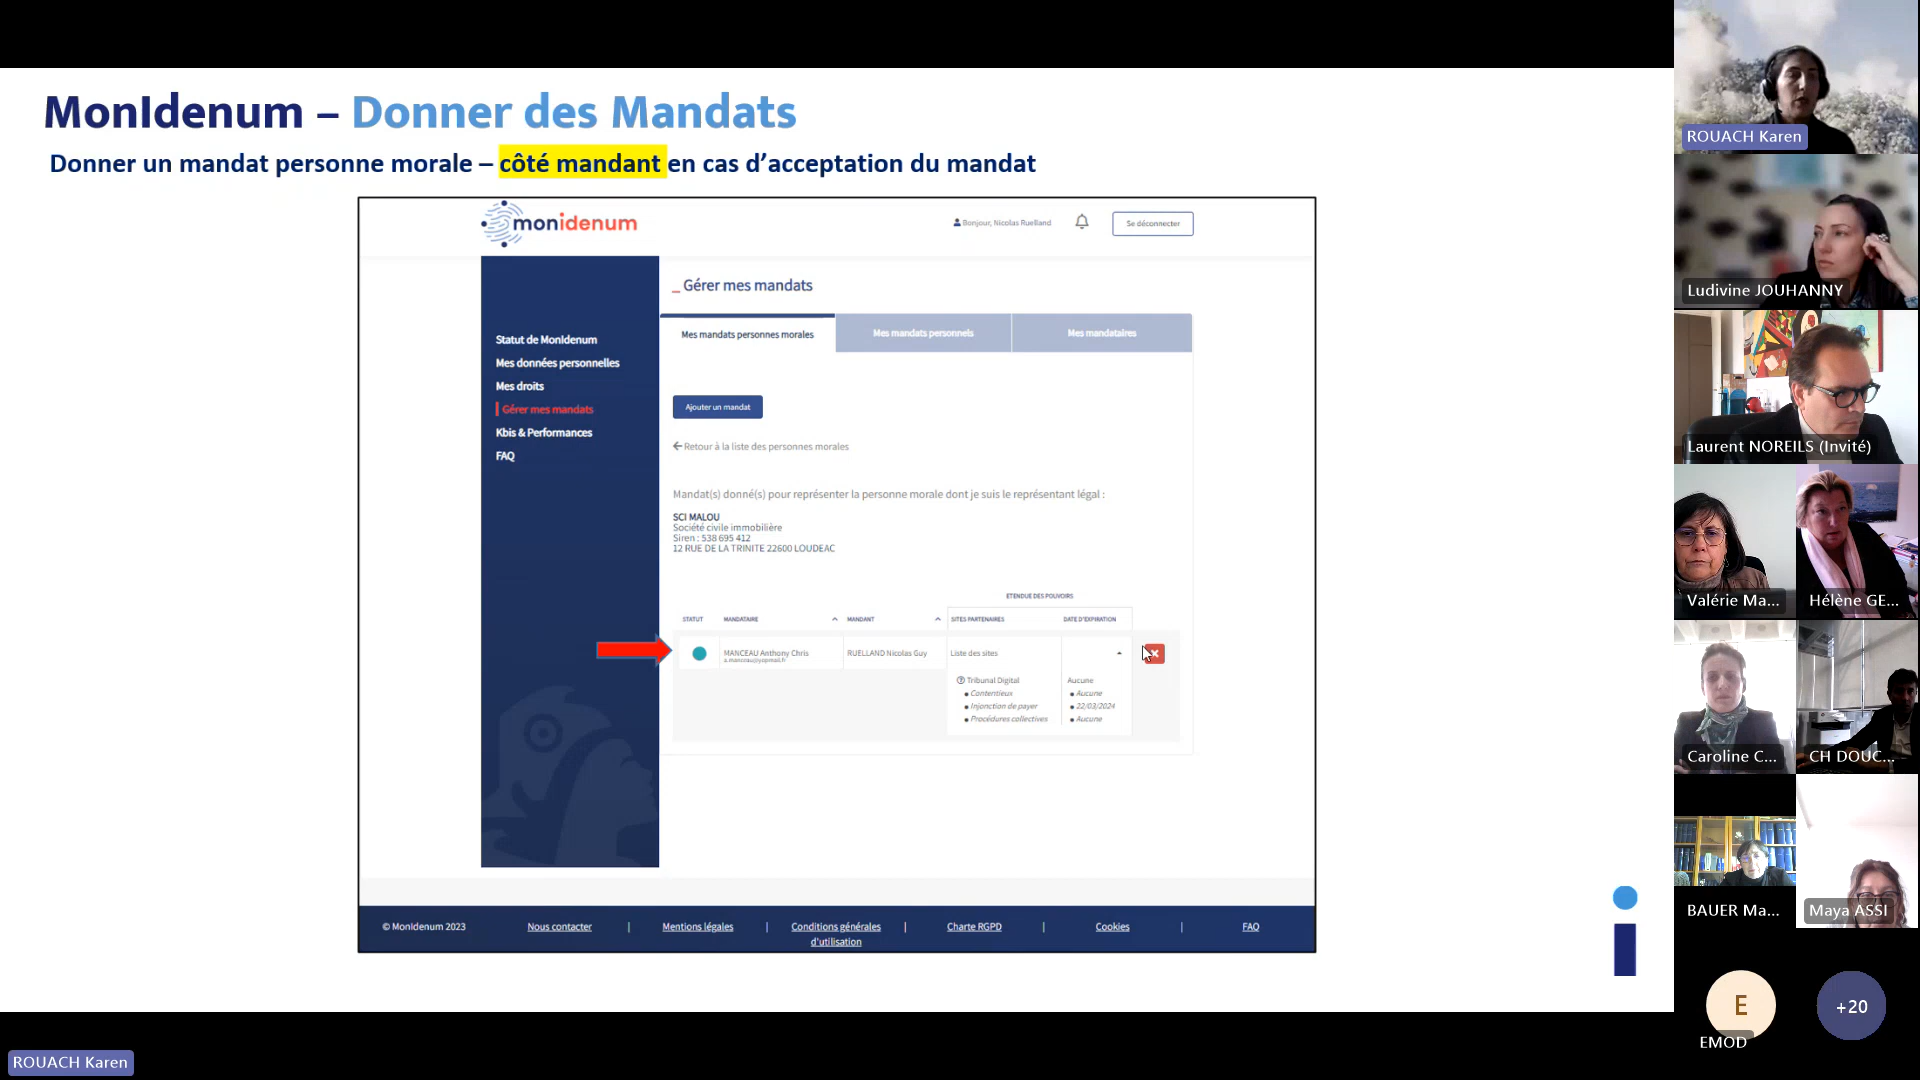 MonIdenum – Donner des Mandats
Donner un mandat personne morale – côté mandant en cas d’acceptation du mandat
monidenum
Bonjour, Nicolas Ruelland
Se déconnecter
Statut de MonIdenum
Mes données personnelles
Mes droits
Gérer mes mandats
Kbis & Performances
FAQ
_ Gérer mes mandats
Mes mandats personnes morales
Mes mandats personnels
Mes mandataires
Ajouter un mandat
Retour à la liste des personnes morales
Mandat(s) donné(s) pour représenter la personne morale dont je suis le représentant légal :
SCI MALOU
Société civile immobilière
Siren : 538 695 412
12 RUE DE LA TRINITE 22600 LOUDEAC
ETENDUE DES POUVOIRS
STATUT MANDATAIRE MANDANT SITES PARTENAIRES DATE D'EXPIRATION
MANCEAU Anthony Chris RUELLAND Nicolas Guy Liste des sites
a.manceau@yopmail.fr
Tribunal Digital Aucune
Contentieux Aucune
Injonction de payer 22/03/2024
Procédures collectives Aucune
© MonIdenum 2023 Nous contacter | Mentions légales | Conditions générales d'utilisation | Charte RGPD | Cookies | FAQ
ROUACH Karen
Ludivine JOUHANNY
Laurent NOREILS (Invité)
Valérie Ma...
Hélène GE...
Caroline C...
CH DOUC...
BAUER Ma...
Maya ASSI
E
EMOD
+20
ROUACH Karen